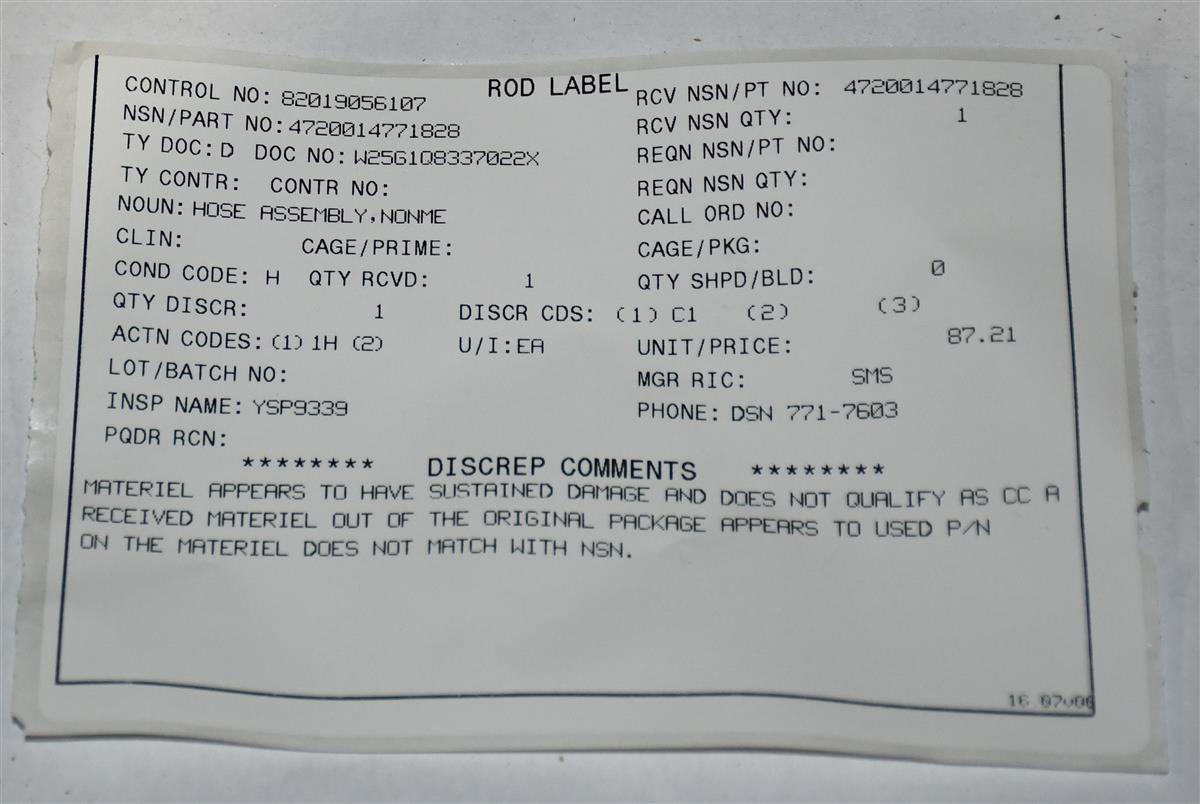 ROD LABEL
CONTROL NO: 82019056107 RCV NSN/PT NO: 4720014771828
NSN/PART NO: 4720014771828 RCV NSN QTY: 1
TY DOC: D DOC NO: W25G1Q8337022X REQN NSN/PT NO:
TY CONTR: CONTR NO: REQN NSN QTY:
NOUN: HOSE ASSEMBLY,NONME CALL ORD NO:
CLIN: CAGE/PRIME: CAGE/PKG:
COND CODE: H QTY RCVD: 1 QTY SHPD/BLD: 0
QTY DISCR: 1 DISCR CDS: (1) C1 (2) (3)
ACTN CODES: (1) 1H (2) U/I: EA UNIT/PRICE: 87.21
LOT/BATCH NO: MGR RIC: SMS
INSP NAME: YSP9339 PHONE: DSN 771-7603
PQDR RCN:
******** DISCREP COMMENTS ********
MATERIEL APPEARS TO HAVE SUSTAINED DAMAGE AND DOES NOT QUALIFY AS CC A
RECEIVED MATERIEL OUT OF THE ORIGINAL PACKAGE APPEARS TO USED P/N
ON THE MATERIEL DOES NOT MATCH WITH NSN.